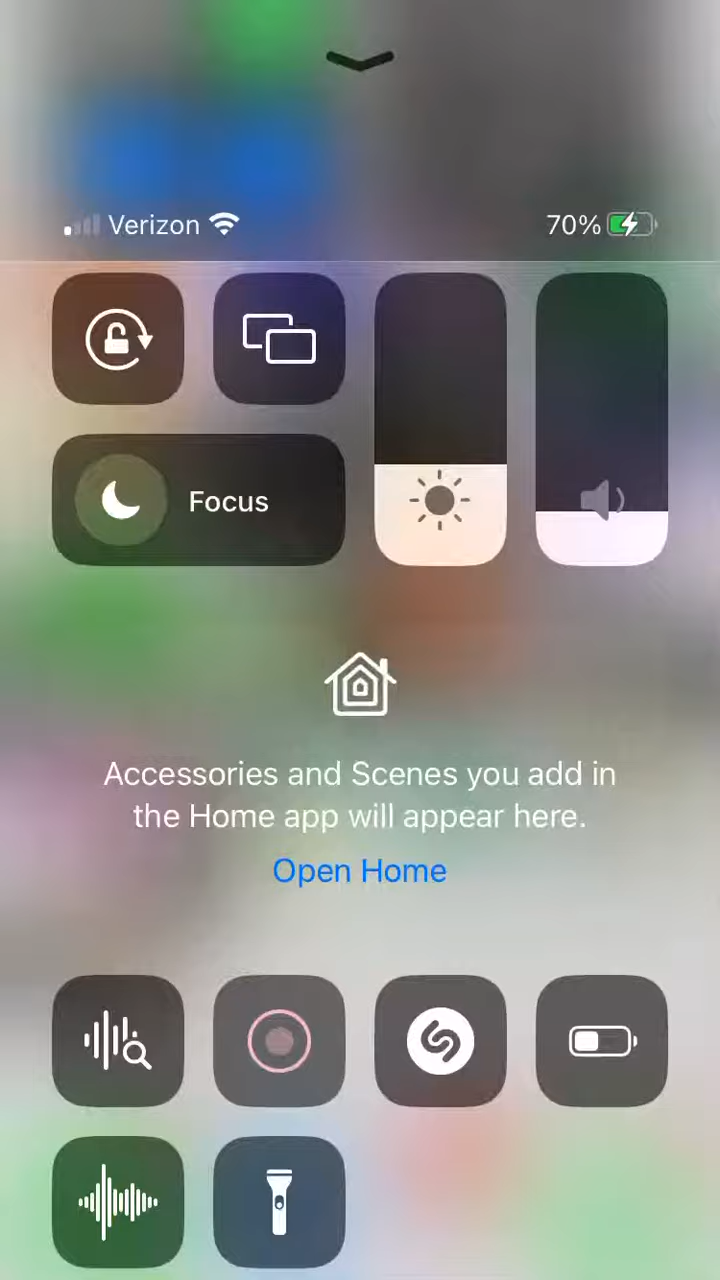 Verizon
70%
Focus
Accessories and Scenes you add in
the Home app will appear here.
Open Home